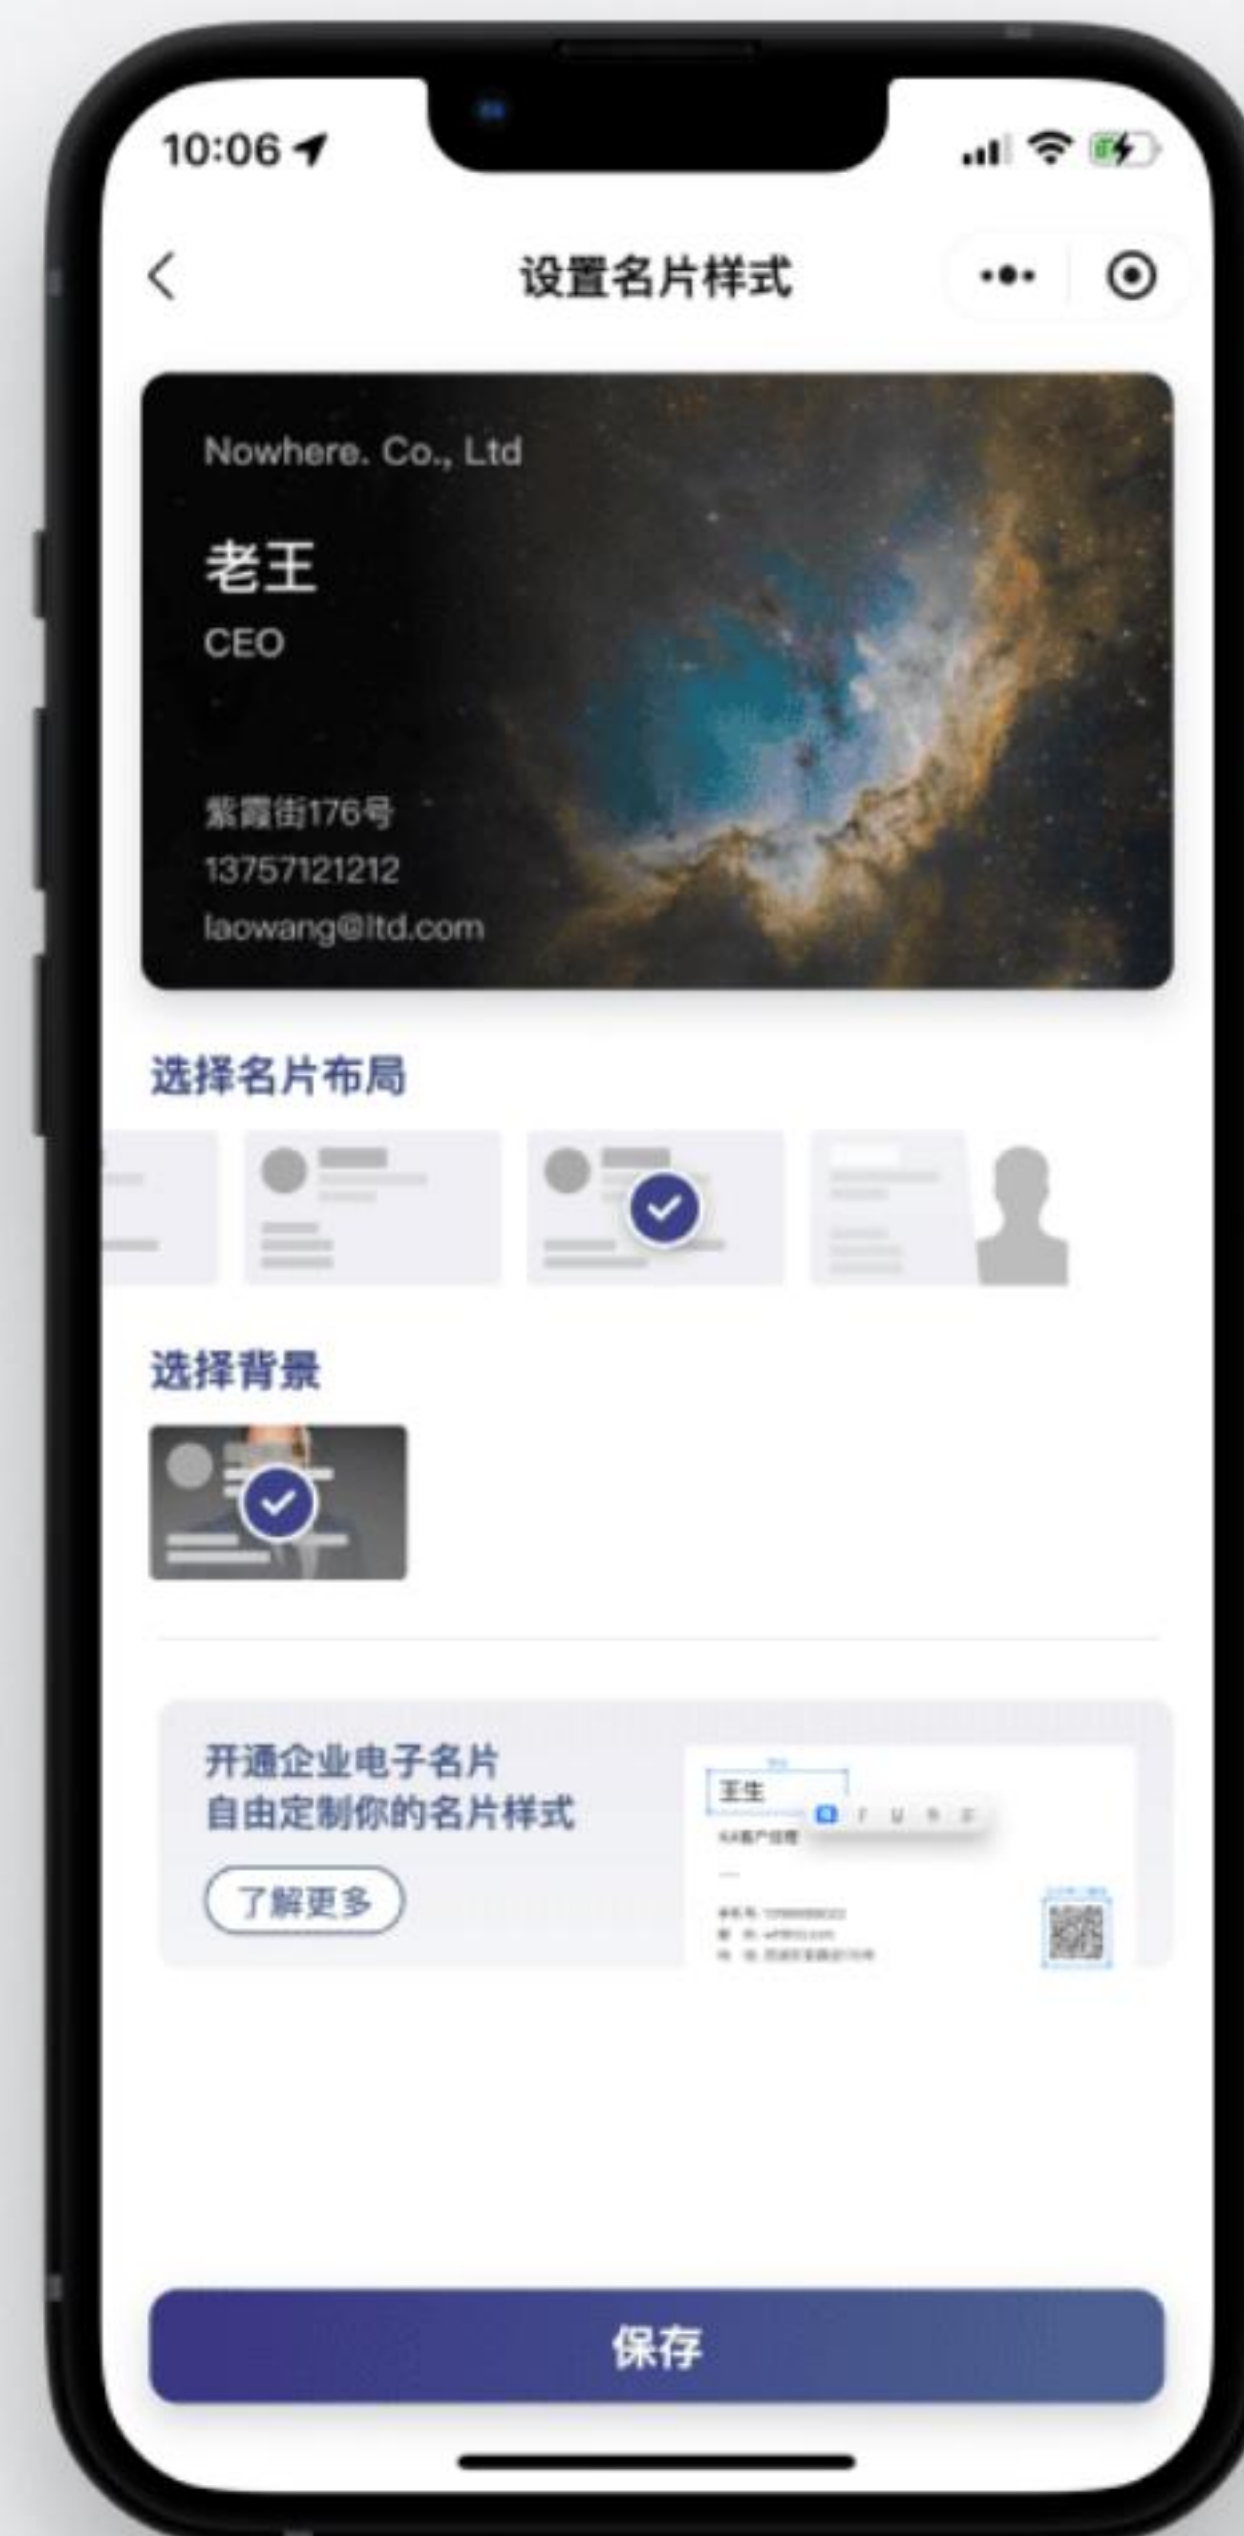 10:06
设置名片样式
Nowhere. Co., Ltd
老王
CEO
紫霞街176号
13757121212
laowang@ltd.com
选择名片布局
选择背景
开通企业电子名片
自由定制你的名片样式
了解更多
王生
保存